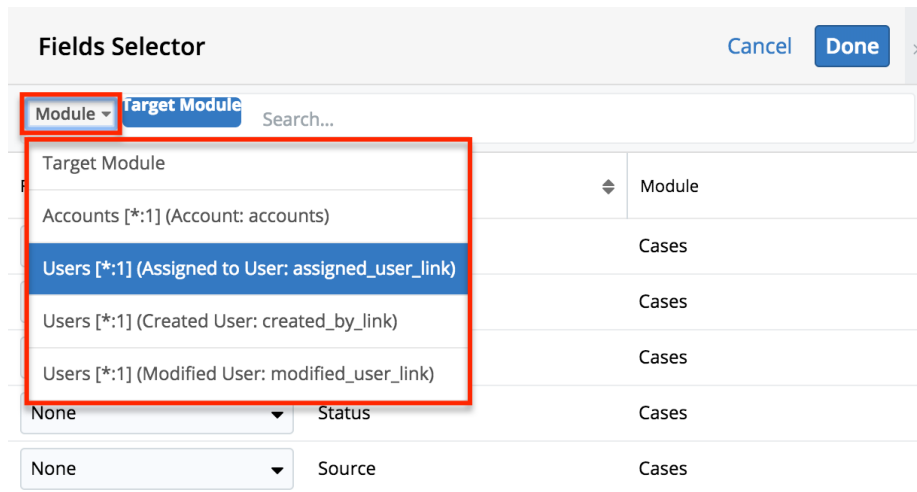 Fields Selector
Cancel
Done
Module
Target Module
Search...
Target Module
Module
Accounts [*:1] (Account: accounts)
Cases
Users [*:1] (Assigned to User: assigned_user_link)
Cases
Users [*:1] (Created User: created_by_link)
Cases
Users [*:1] (Modified User: modified_user_link)
None
Status
Cases
None
Source
Cases